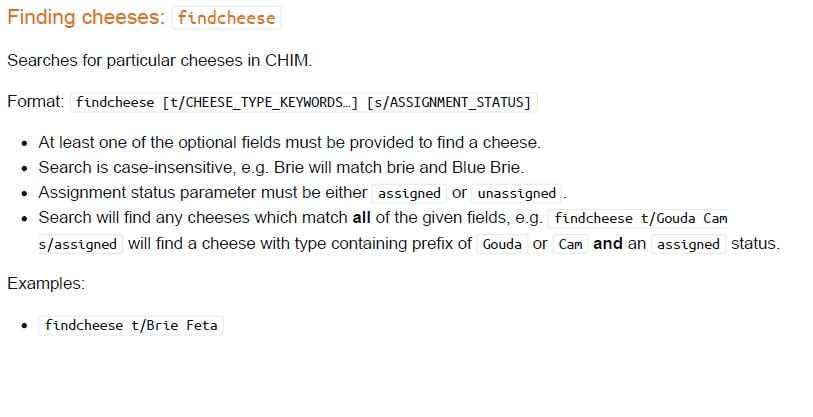 Finding cheeses: findcheese
Searches for particular cheeses in CHIM.
Format: findcheese [t/CHEESE_TYPE_KEYWORDS…] [s/ASSIGNMENT_STATUS]
• At least one of the optional fields must be provided to find a cheese.
• Search is case-insensitive, e.g. Brie will match brie and Blue Brie.
• Assignment status parameter must be either assigned or unassigned.
• Search will find any cheeses which match all of the given fields, e.g. findcheese t/Gouda Cam
s/assigned will find a cheese with type containing prefix of Gouda or Cam and an assigned status.
Examples:
• findcheese t/Brie Feta